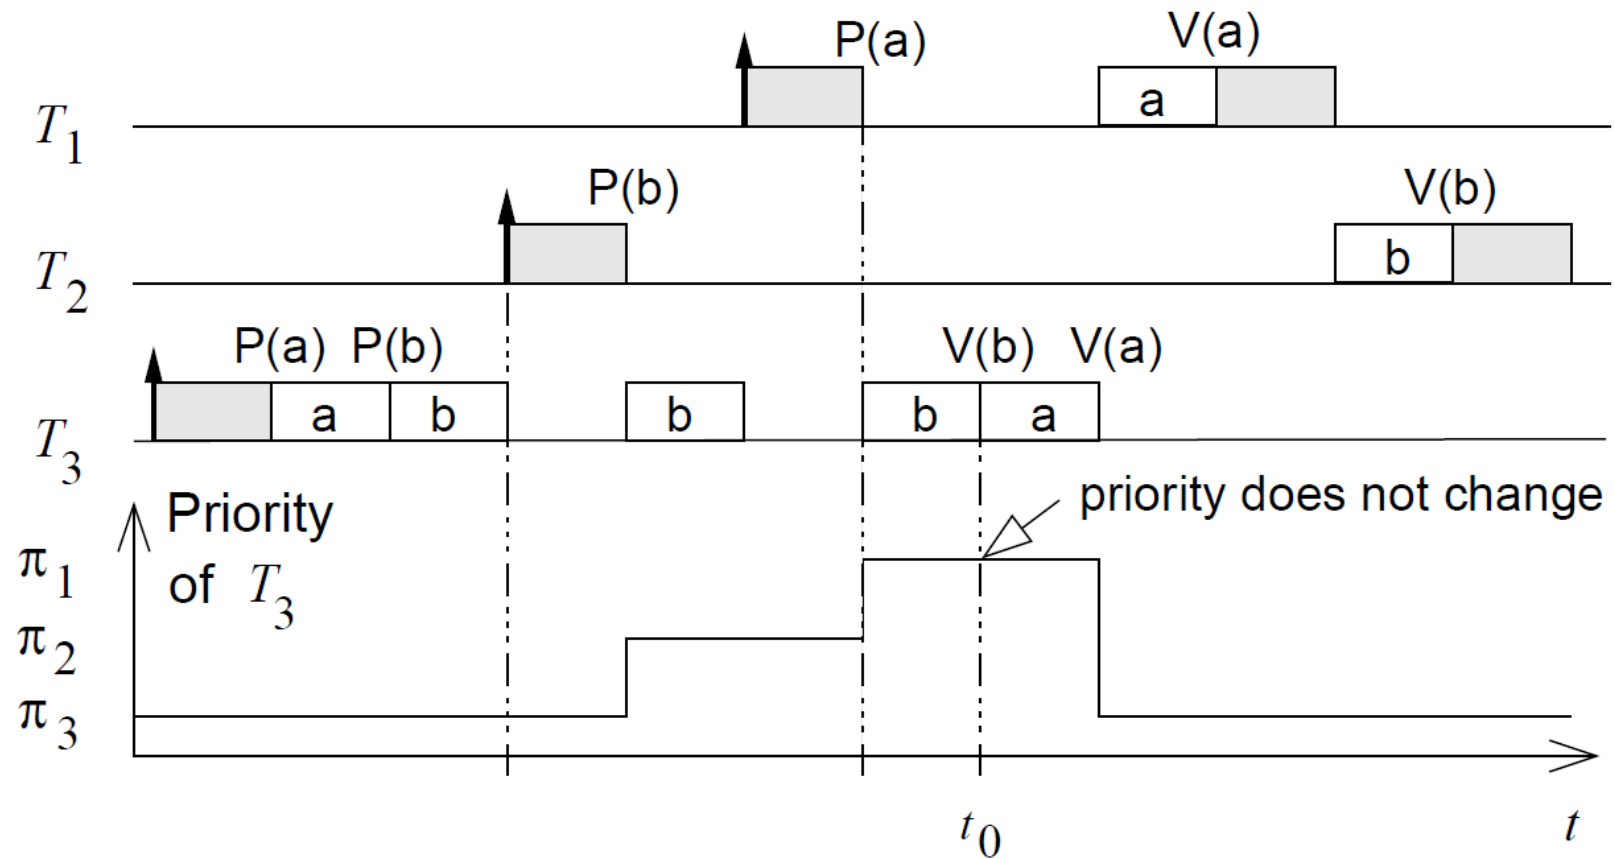 P(a) V(a)
T1 a
P(b) V(b)
T2 b
P(a) P(b) V(b) V(a)
T3 a b b b a
Priority
of T3
priority does not change
π1
π2
π3
t0 t